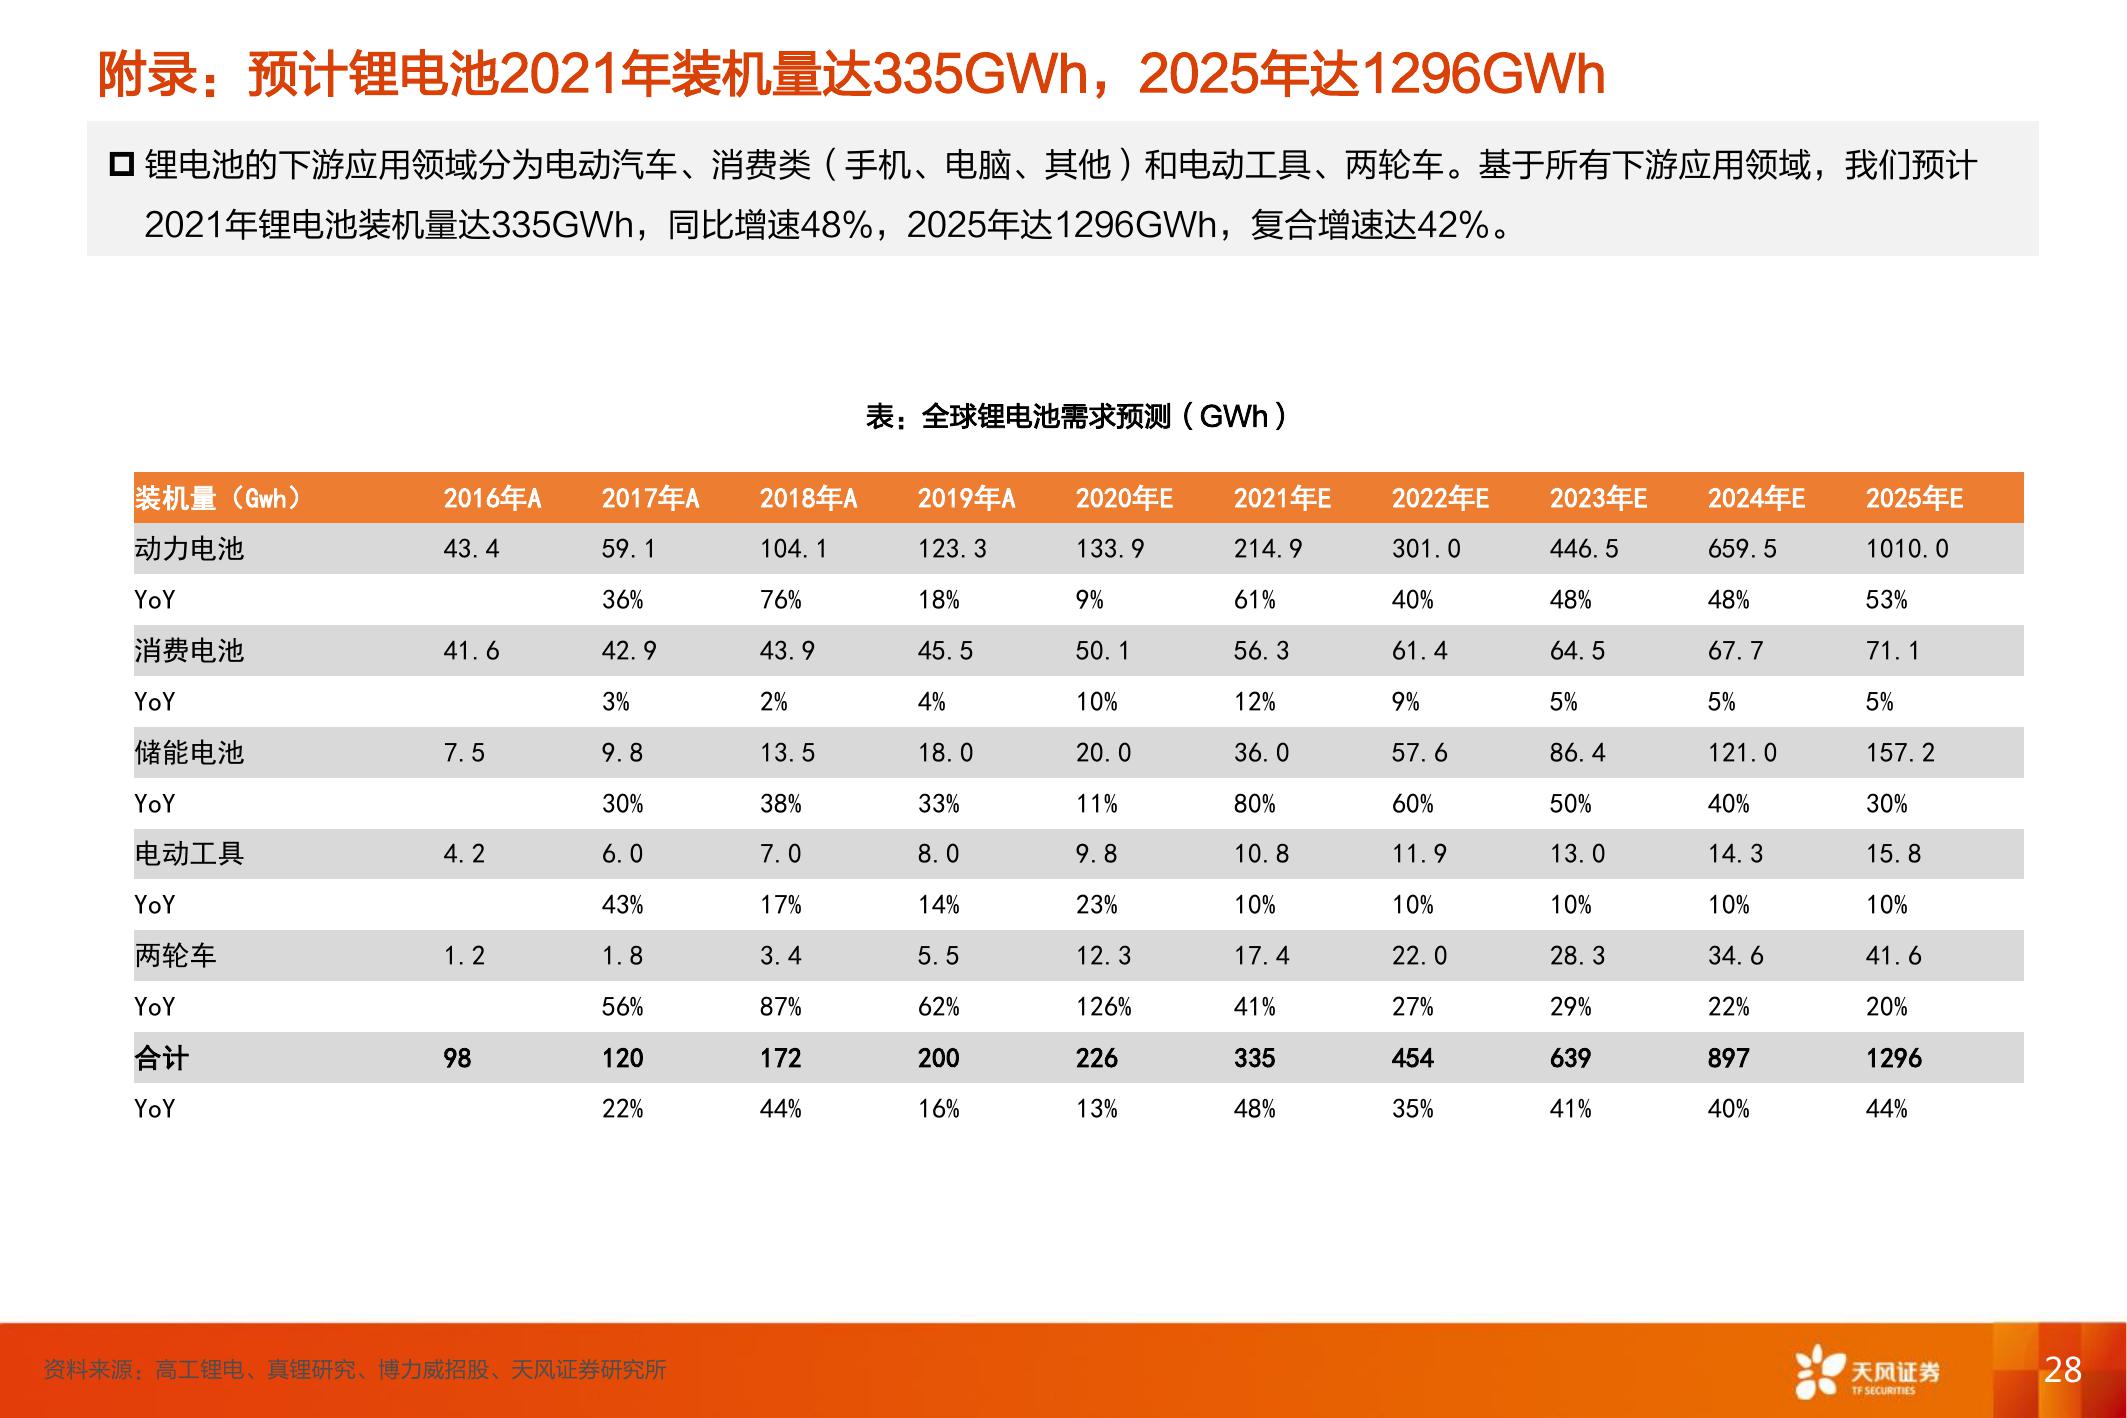 附录：预计锂电池2021年装机量达335GWh，2025年达1296GWh
锂电池的下游应用领域分为电动汽车、消费类（手机、电脑、其他）和电动工具、两轮车。基于所有下游应用领域，我们预计
2021年锂电池装机量达335GWh，同比增速48%，2025年达1296GWh，复合增速达42%。
表：全球锂电池需求预测（GWh）
装机量（Gwh） 2016年A 2017年A 2018年A 2019年A 2020年E 2021年E 2022年E 2023年E 2024年E 2025年E
动力电池 43.4 59.1 104.1 123.3 133.9 214.9 301.0 446.5 659.5 1010.0
YoY 36% 76% 18% 9% 61% 40% 48% 48% 53%
消费电池 41.6 42.9 43.9 45.5 50.1 56.3 61.4 64.5 67.7 71.1
YoY 3% 2% 4% 10% 12% 9% 5% 5% 5%
储能电池 7.5 9.8 13.5 18.0 20.0 36.0 57.6 86.4 121.0 157.2
YoY 30% 38% 33% 11% 80% 60% 50% 40% 30%
电动工具 4.2 6.0 7.0 8.0 9.8 10.8 11.9 13.0 14.3 15.8
YoY 43% 17% 14% 23% 10% 10% 10% 10% 10%
两轮车 1.2 1.8 3.4 5.5 12.3 17.4 22.0 28.3 34.6 41.6
YoY 56% 87% 62% 126% 41% 27% 29% 22% 20%
合计 98 120 172 200 226 335 454 639 897 1296
YoY 22% 44% 16% 13% 48% 35% 41% 40% 44%
资料来源：高工锂电、真锂研究、博力威招股、天风证券研究所
天风证券
TF SECURITIES
28